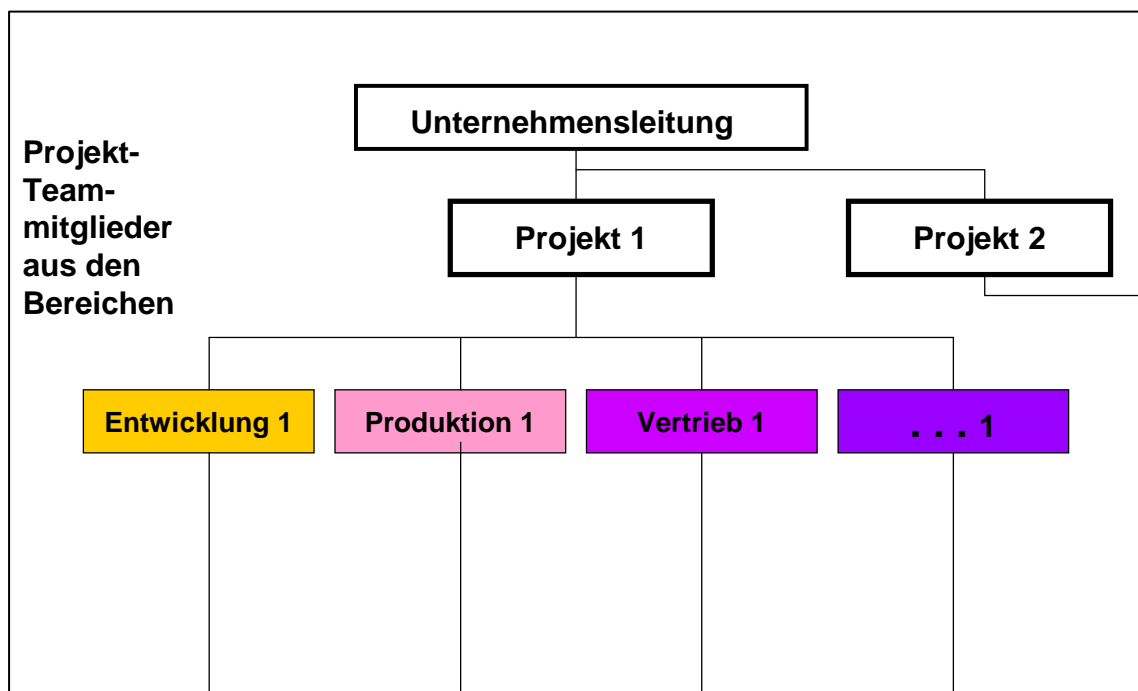 Unternehmensleitung
Projekt-
Team-
mitglieder
aus den
Bereichen
Projekt 1
Projekt 2
Entwicklung 1
Produktion 1
Vertrieb 1
. . . 1